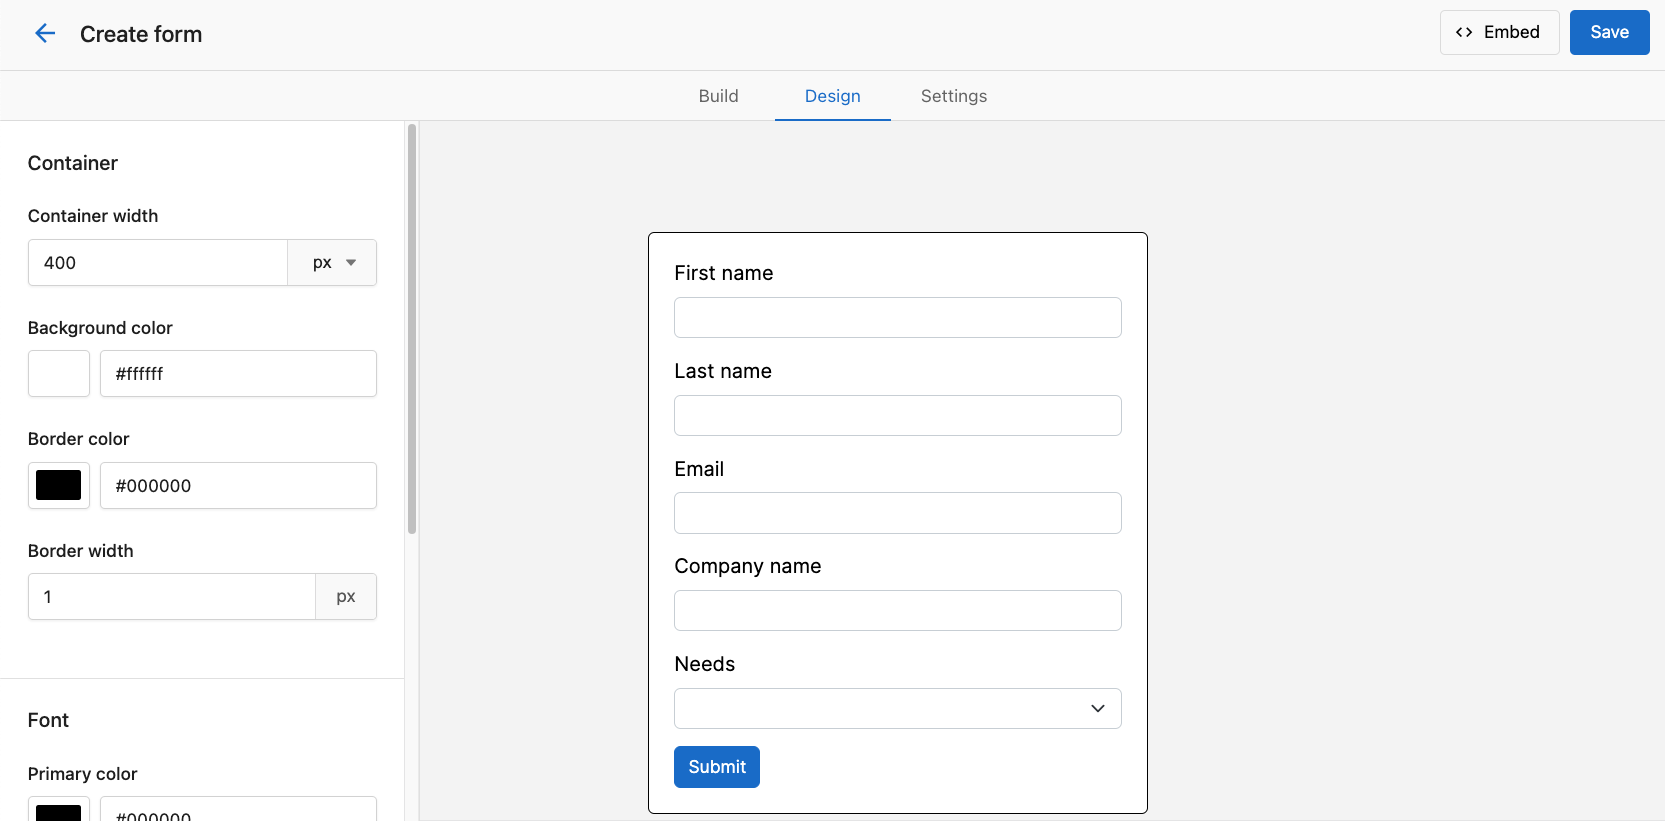 Create form
Embed
Save
Build
Design
Settings
Container
Container width
400
px
Background color
#ffffff
Border color
#000000
Border width
1
px
Font
Primary color
#000000
First name
Last name
Email
Company name
Needs
Submit